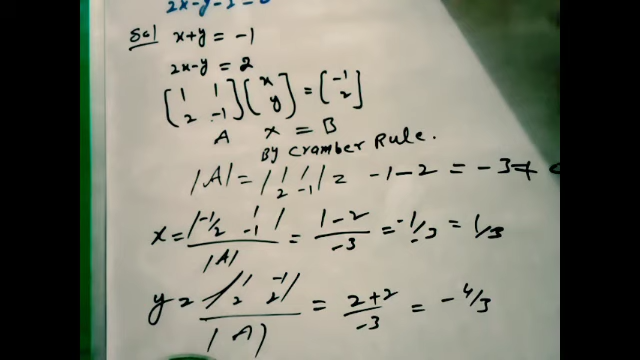 2x-y-
Sol x+y = -1
2x-y = 2
[1 1 2 -1] [x y] = [-1 2]
A x = B
By Cramber Rule.
|A| = |1 1 2 -1| = -1-2 = -3 ≠
x = |-1 1 2 -1| / |A| = 1-2 / -3 = -1/-3 = 1/3
y = |1 -1 2 2| / |A| = 2+2 / -3 = -4/3